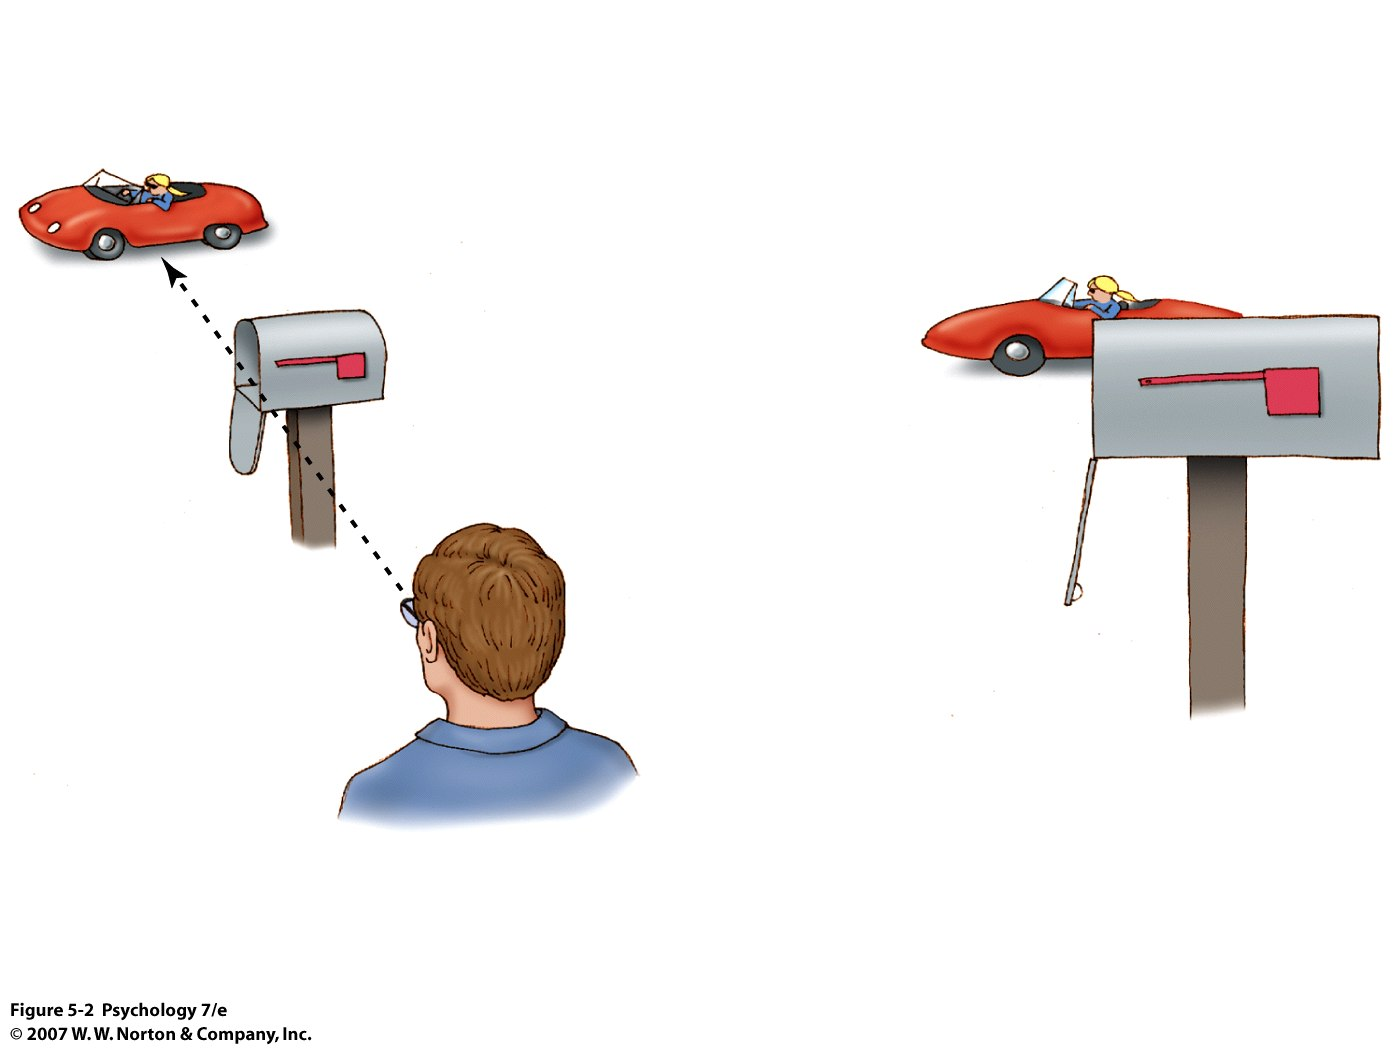 Figure 5-2 Psychology 7/e
© 2007 W. W. Norton & Company, Inc.